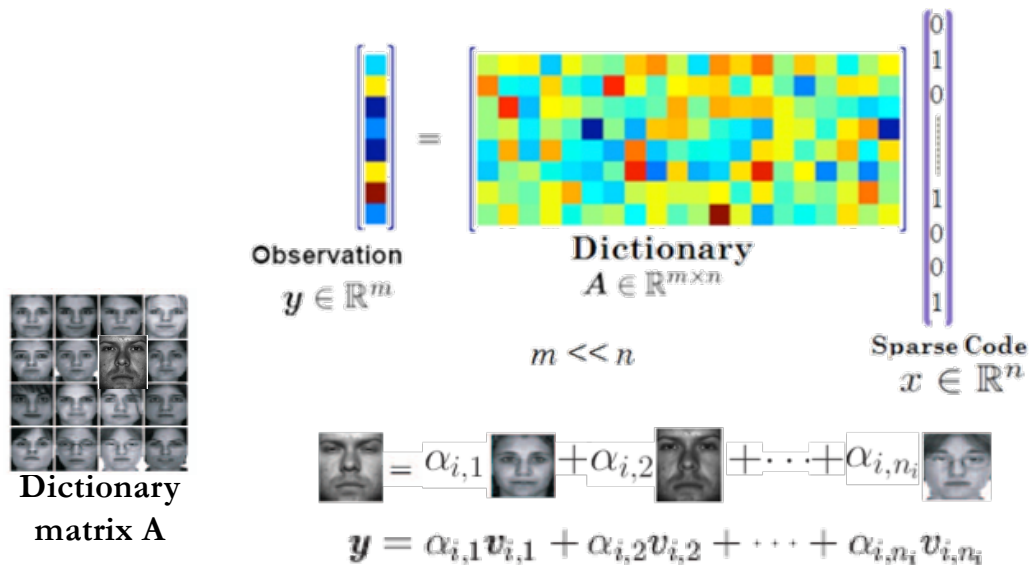 =
0
1
0
1
0
0
1
Observation
y ∈ ℝ^m
Dictionary
A ∈ ℝ^{m×n}
m << n
Sparse Code
x ∈ ℝ^n
Dictionary
matrix A
= α_{i,1} + α_{i,2} + ··· + α_{i,n_i}
y = α_{i,1}v_{i,1} + α_{i,2}v_{i,2} + ··· + α_{i,n_i}v_{i,n_i}